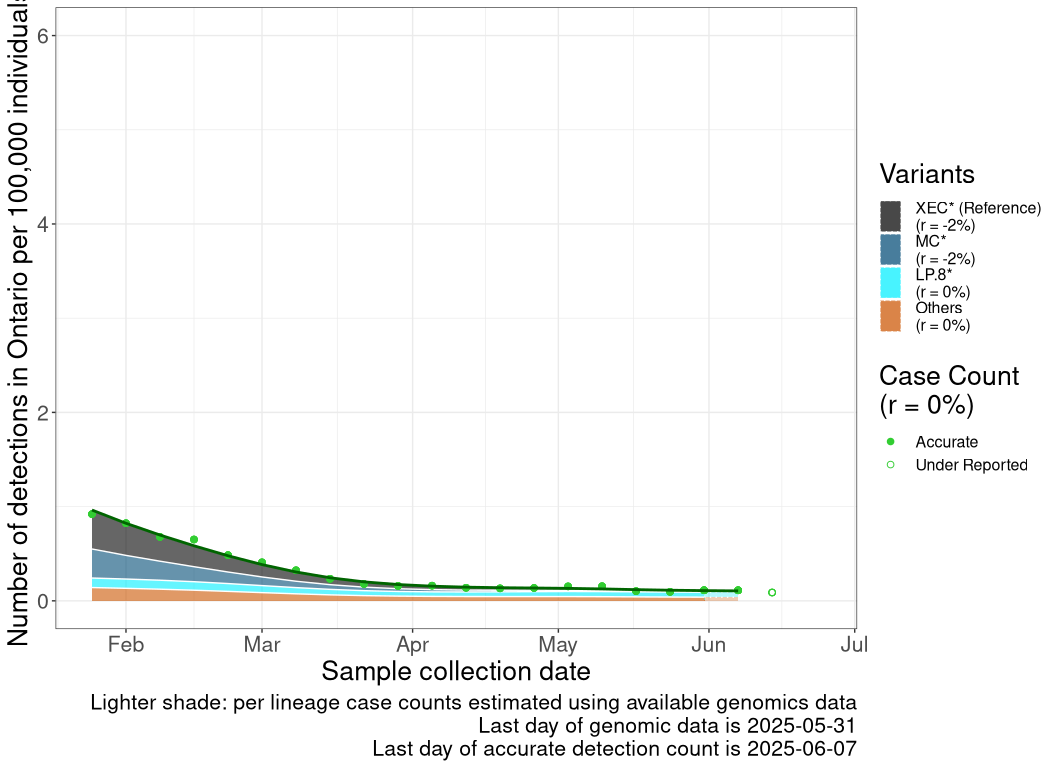 Number of detections in Ontario per 100,000 individuals
6
4
2
0
Feb
Mar
Apr
May
Jun
Jul
Sample collection date
Variants
XEC* (Reference)
(r = -2%)
MC*
(r = -2%)
LP.8*
(r = 0%)
Others
(r = 0%)
Case Count
(r = 0%)
Accurate
Under Reported
Lighter shade: per lineage case counts estimated using available genomics data
Last day of genomic data is 2025-05-31
Last day of accurate detection count is 2025-06-07